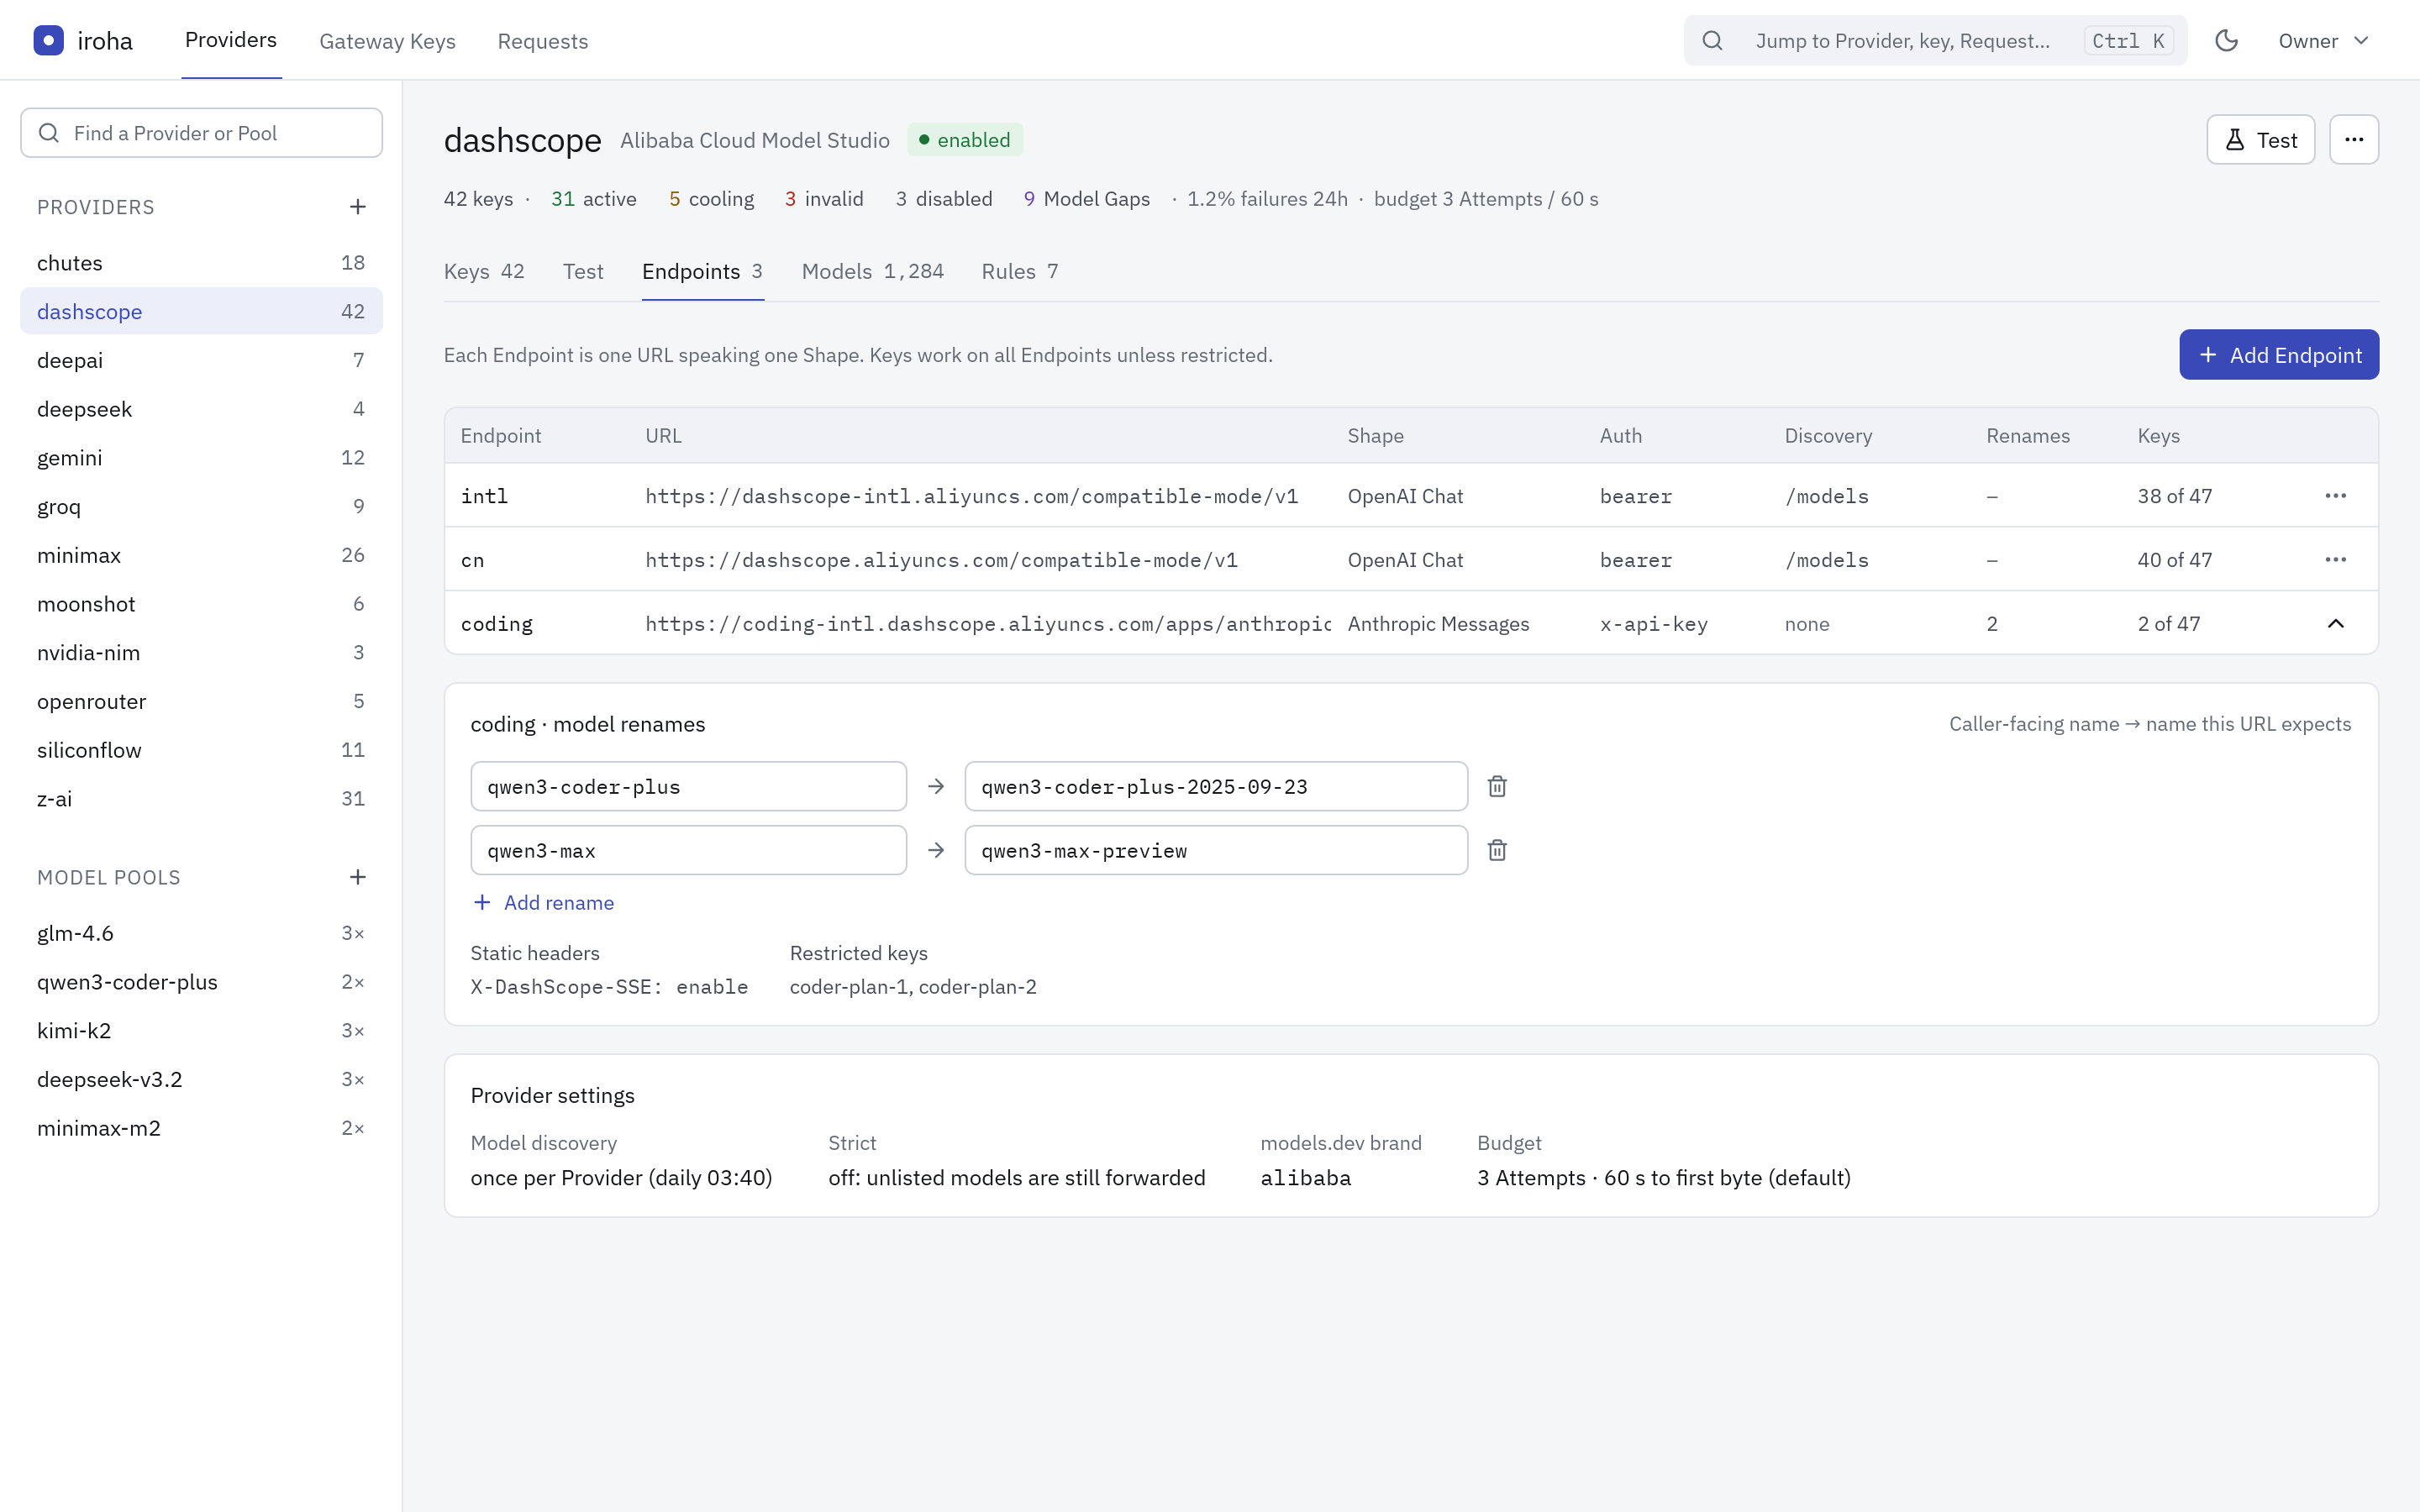 iroha Providers Gateway Keys Requests Jump to Provider, key, Request... Ctrl K Owner
Find a Provider or Pool
PROVIDERS
chutes 18
dashscope 42
deepai 7
deepseek 4
gemini 12
groq 9
minimax 26
moonshot 6
nvidia-nim 3
openrouter 5
siliconflow 11
z-ai 31
MODEL POOLS
glm-4.6 3×
qwen3-coder-plus 2×
kimi-k2 3×
deepseek-v3.2 3×
minimax-m2 2×
dashscope Alibaba Cloud Model Studio enabled Test
42 keys · 31 active 5 cooling 3 invalid 3 disabled 9 Model Gaps · 1.2% failures 24h · budget 3 Attempts / 60 s
Keys 42 Test Endpoints 3 Models 1,284 Rules 7
Each Endpoint is one URL speaking one Shape. Keys work on all Endpoints unless restricted. + Add Endpoint
Endpoint URL Shape Auth Discovery Renames Keys
intl https://dashscope-intl.aliyuncs.com/compatible-mode/v1 OpenAI Chat bearer /models – 38 of 47
cn https://dashscope.aliyuncs.com/compatible-mode/v1 OpenAI Chat bearer /models – 40 of 47
coding https://coding-intl.dashscope.aliyuncs.com/apps/anthropic Anthropic Messages x-api-key none 2 2 of 47
coding · model renames Caller-facing name → name this URL expects
qwen3-coder-plus → qwen3-coder-plus-2025-09-23
qwen3-max → qwen3-max-preview
+ Add rename
Static headers Restricted keys
X-DashScope-SSE: enable coder-plan-1, coder-plan-2
Provider settings
Model discovery Strict models.dev brand Budget
once per Provider (daily 03:40) off: unlisted models are still forwarded alibaba 3 Attempts · 60 s to first byte (default)